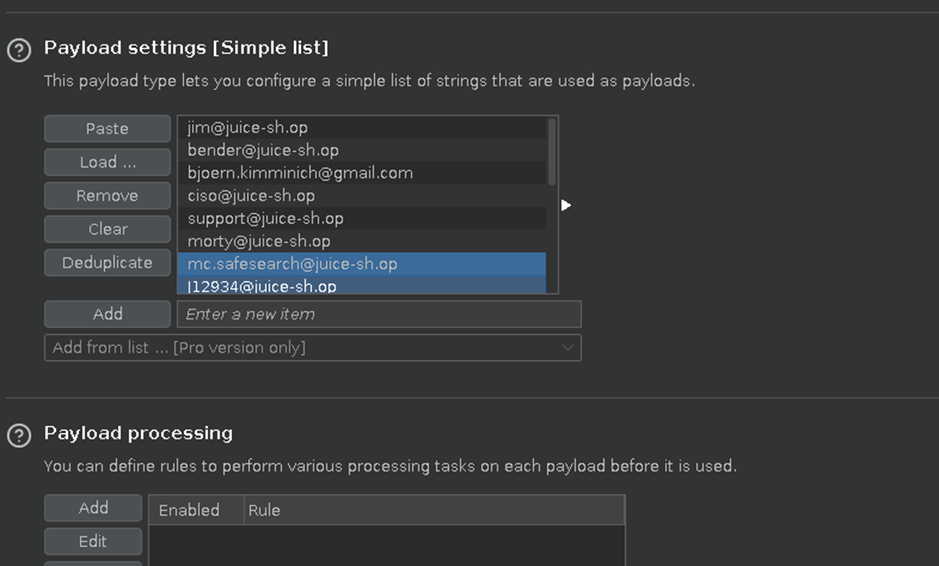 Payload settings [Simple list]
This payload type lets you configure a simple list of strings that are used as payloads.
Paste
Load ...
Remove
Clear
Deduplicate
jim@juice-sh.op
bender@juice-sh.op
bjoern.kimminich@gmail.com
ciso@juice-sh.op
support@juice-sh.op
morty@juice-sh.op
mc.safesearch@juice-sh.op
J12934@juice-sh.op
Add
Enter a new item
Add from list ... [Pro version only]
Payload processing
You can define rules to perform various processing tasks on each payload before it is used.
Add
Edit
Enabled
Rule